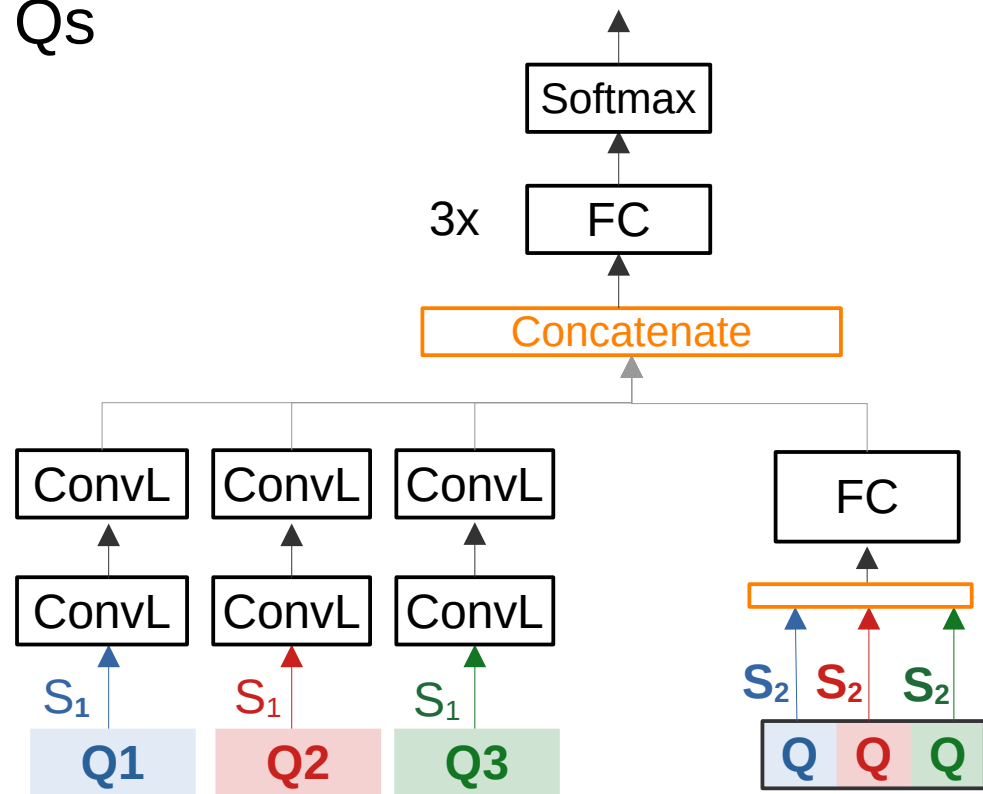 Qs
Softmax
3x FC
Concatenate
ConvL ConvL ConvL FC
ConvL ConvL ConvL
S₁ S₁ S₁ S₂ S₂ S₂
Q1 Q2 Q3 Q Q Q